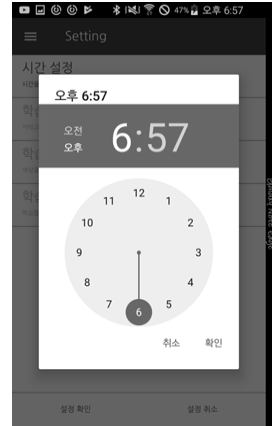 47% 오후 6:57
Setting
시간 설정
오후 6:57
오전
오후
6:57
12
11 1
10 2
9 3
8 4
7 5
6
취소 확인
설정 확인 설정 취소